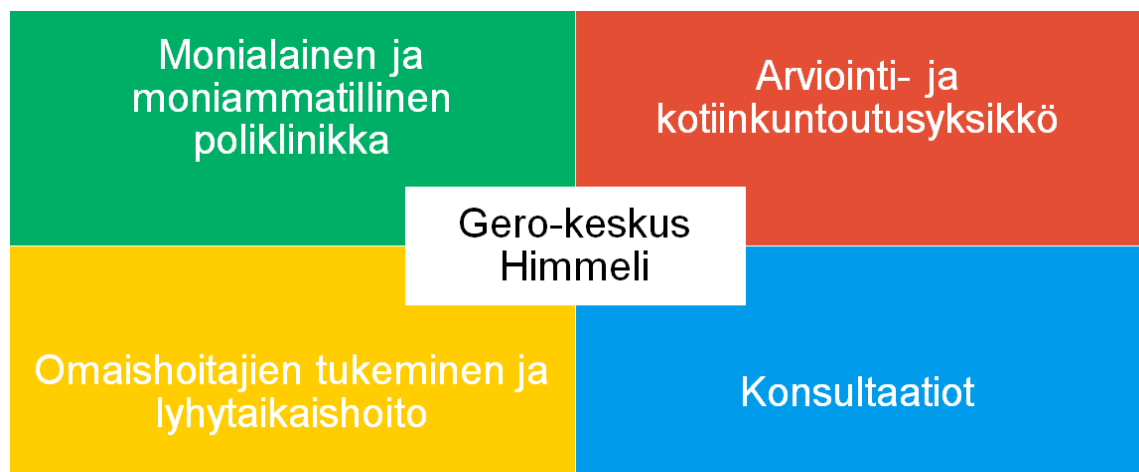 Monialainen ja
moniammatillinen
poliklinikka
Arviointi- ja
kotiinkuntoutusyksikkö
Gero-keskus
Himmeli
Omaishoitajien tukeminen ja
lyhytaikaishoito
Konsultaatiot